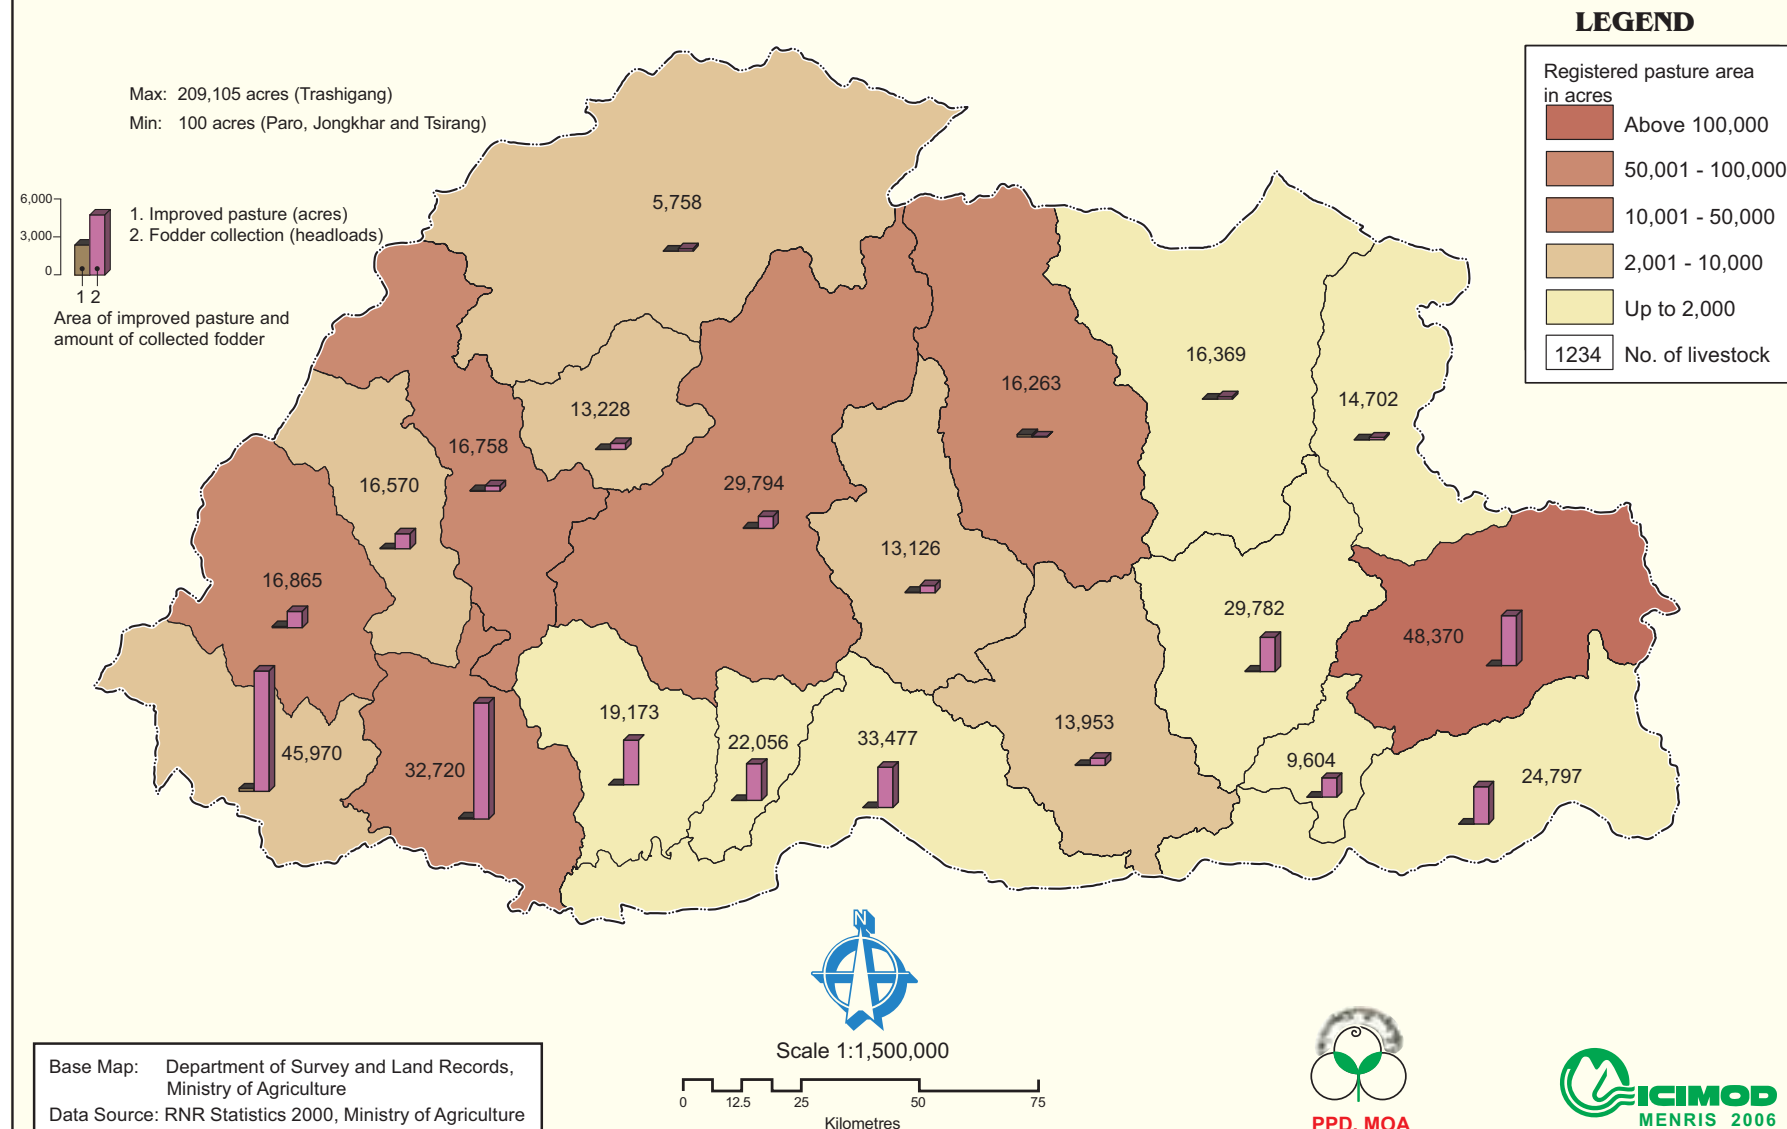 LEGEND
Registered pasture area
in acres
Above 100,000
50,001 - 100,000
10,001 - 50,000
2,001 - 10,000
Up to 2,000
1234 No. of livestock
Max: 209,105 acres (Trashigang)
Min: 100 acres (Paro, Jongkhar and Tsirang)
6,000
3,000
0
1. Improved pasture (acres)
2. Fodder collection (headloads)
1 2
Area of improved pasture and
amount of collected fodder
5,758
16,369
16,263
14,702
13,228
16,758
16,570
29,794
13,126
16,865
29,782
48,370
19,173
13,953
22,056
33,477
45,970
32,720
9,604
24,797
N
Scale 1:1,500,000
0 12.5 25 50 75
Kilometres
Base Map: Department of Survey and Land Records,
Ministry of Agriculture
Data Source: RNR Statistics 2000, Ministry of Agriculture
PPD, MOA
ICIMOD
MENRIS 2006